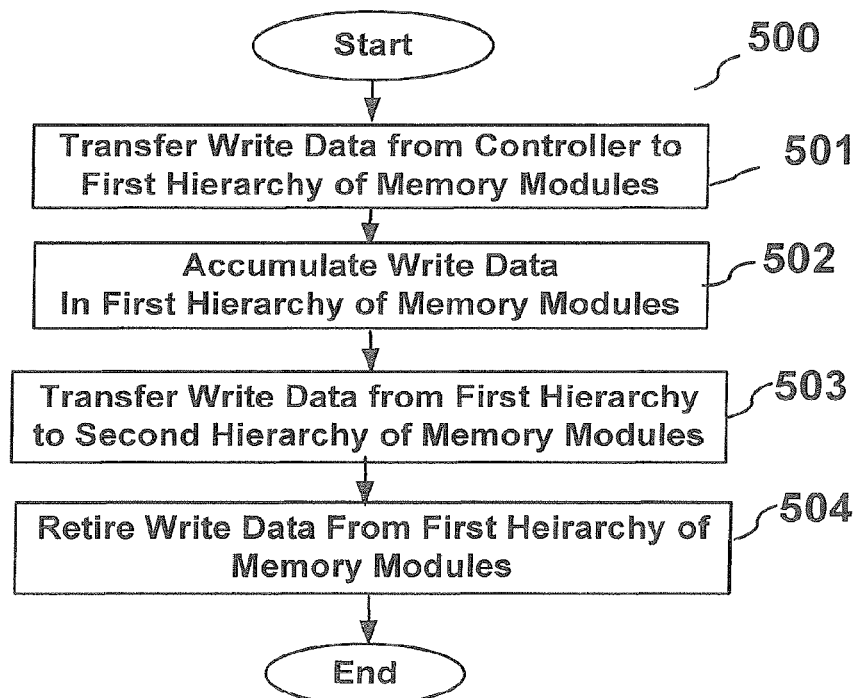 Start
500
Transfer Write Data from Controller to
First Hierarchy of Memory Modules
501
Accumulate Write Data
In First Hierarchy of Memory Modules
502
Transfer Write Data from First Hierarchy
to Second Hierarchy of Memory Modules
503
Retire Write Data From First Heirarchy of
Memory Modules
504
End